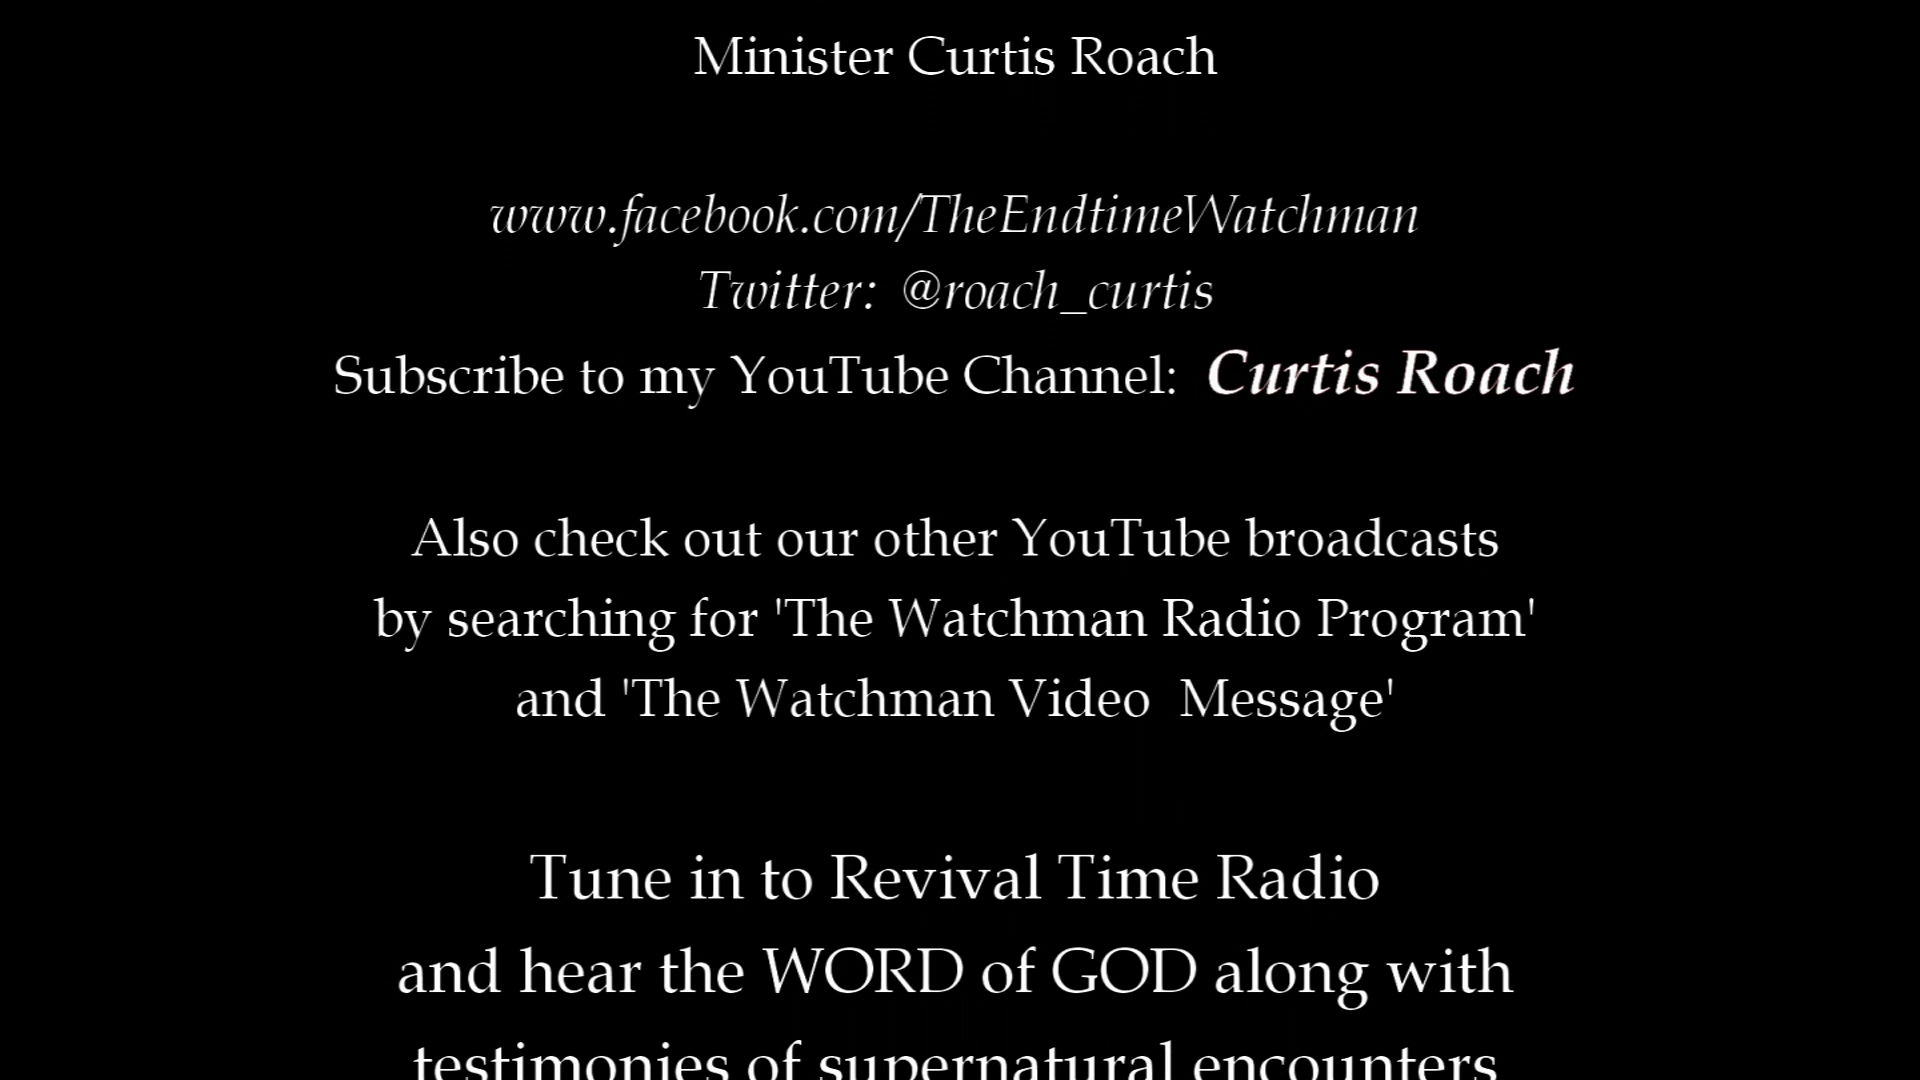 Minister Curtis Roach
www.facebook.com/TheEndtimeWatchman
Twitter: @roach_curtis
Subscribe to my YouTube Channel: Curtis Roach
Also check out our other YouTube broadcasts
by searching for 'The Watchman Radio Program'
and 'The Watchman Video Message'
Tune in to Revival Time Radio
and hear the WORD of GOD along with
testimonies of supernatural encounters